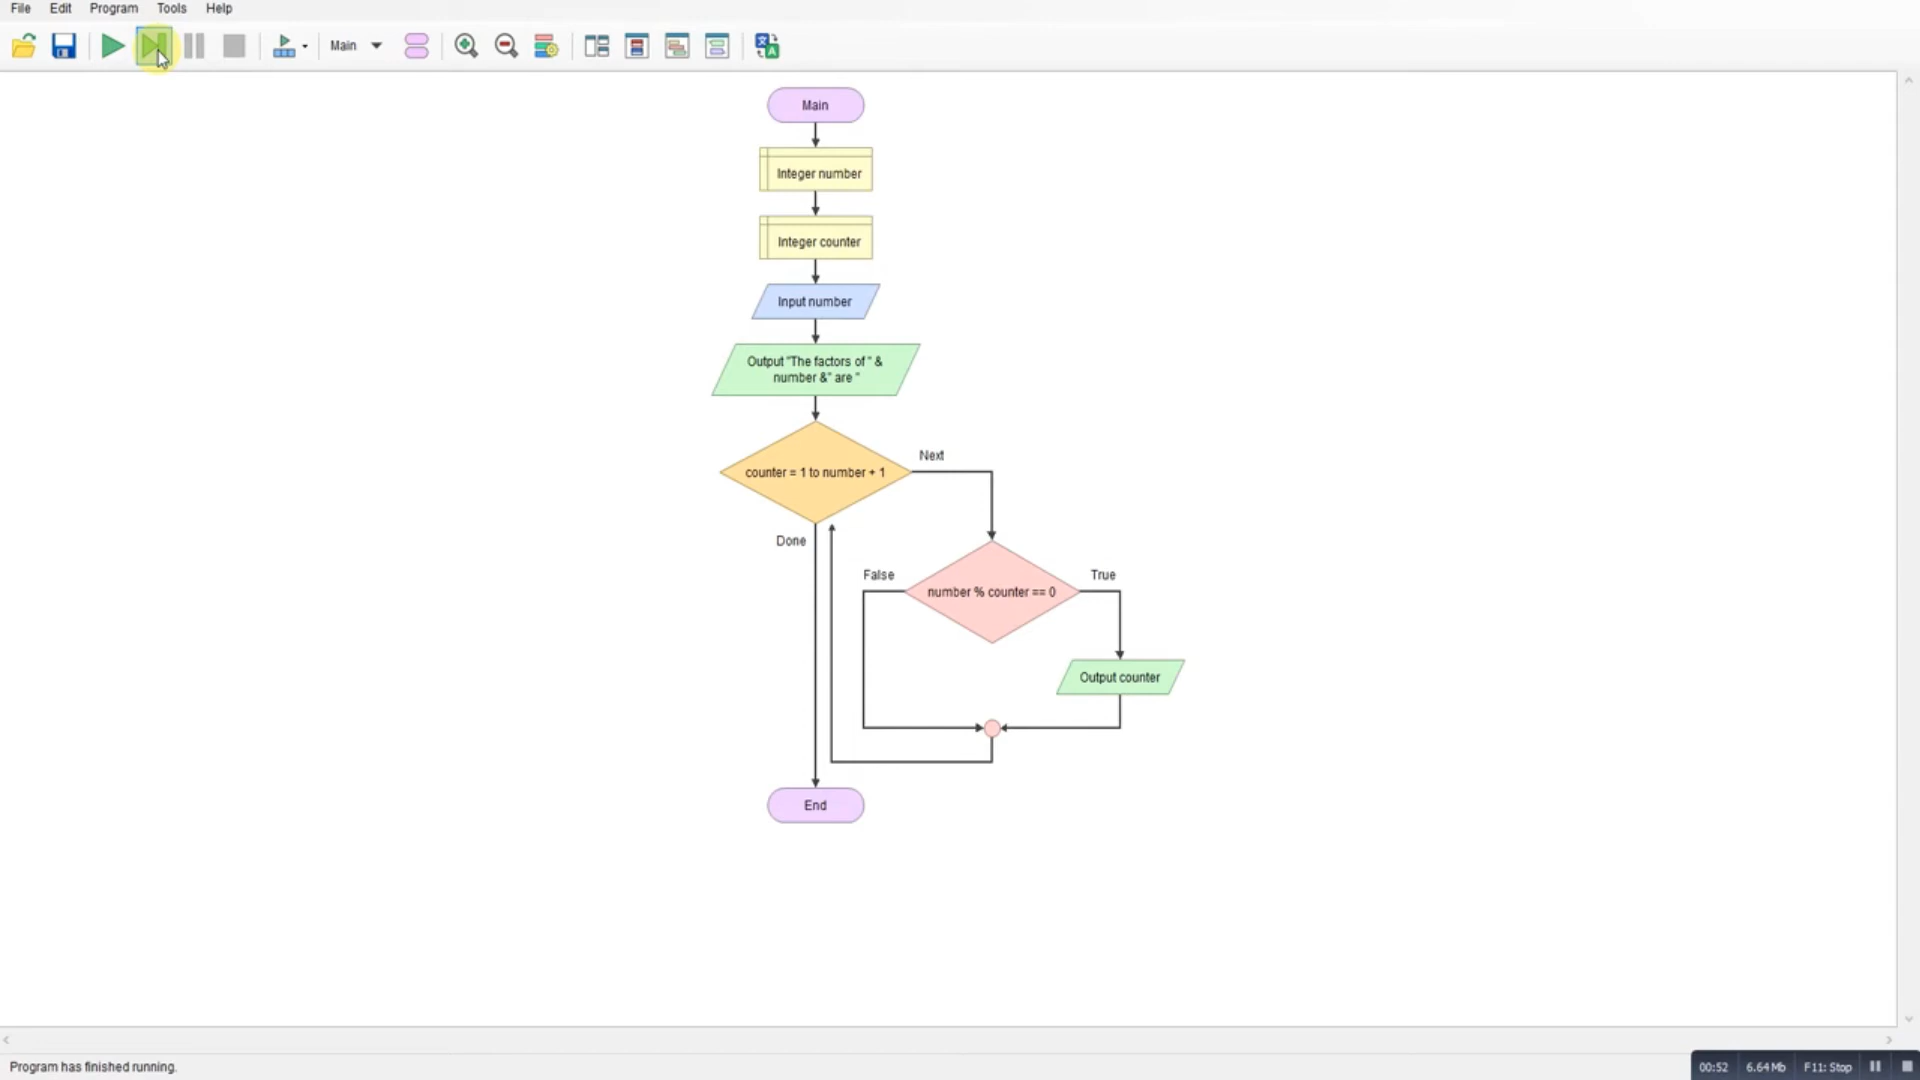 File Edit Program Tools Help
Main
Main
Integer number
Integer counter
Input number
Output "The factors of " &
number &" are "
counter = 1 to number + 1
Next
Done
False
number % counter == 0
True
Output counter
End
Program has finished running.
00:52 6.64 Mb F11: Stop